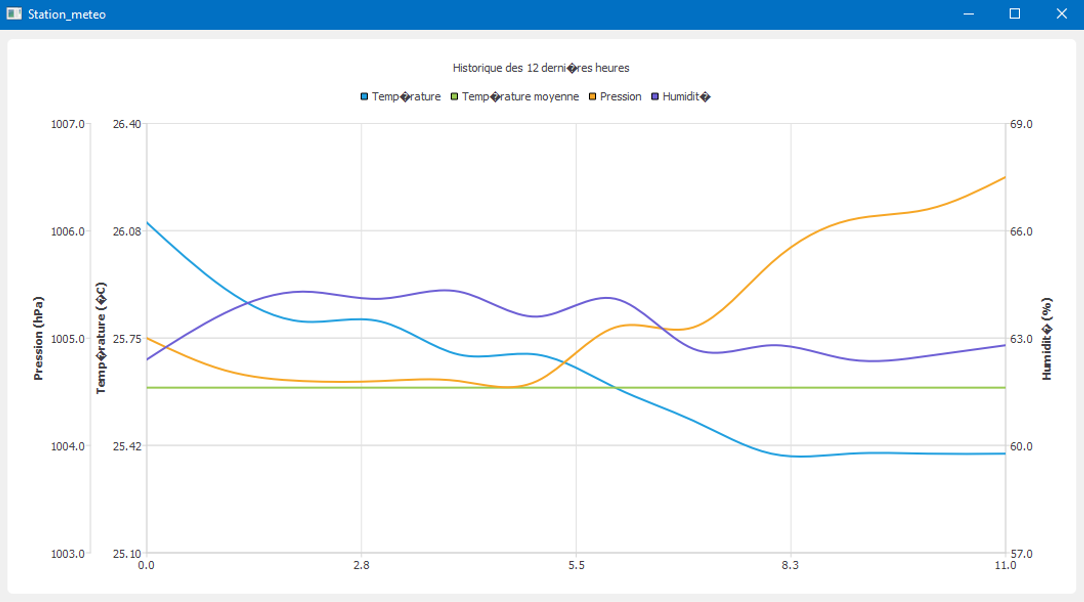 Station_meteo
Historique des 12 derni�res heures
Temp�rature Temp�rature moyenne Pression Humidit�
1007.0 26.40 69.0
1006.0 26.08 66.0
Pression (hPa)
Temp�rature (�C)
Humidit� (%)
1005.0 25.75 63.0
1004.0 25.42 60.0
1003.0 25.10 57.0
0.0 2.8 5.5 8.3 11.0